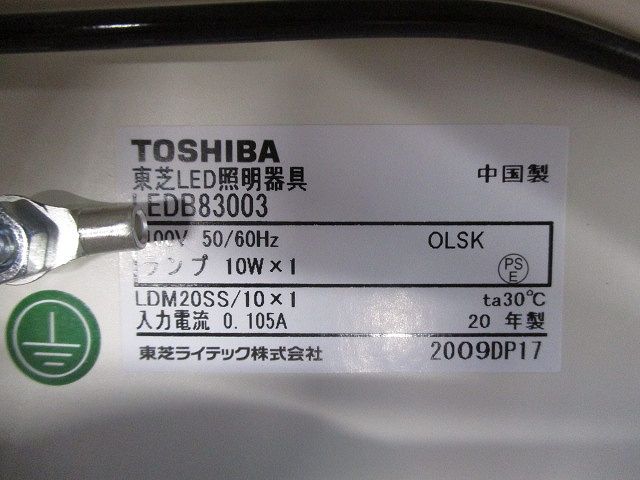 TOSHIBA
東芝LED照明器具 中国製
LEDB83003
100V 50/60Hz OLSK
ランプ 10W×1 PS E
LDM20SS/10×1 ta30℃
入力電流 0.105A 20 年製
東芝ライテック株式会社 2009DP17